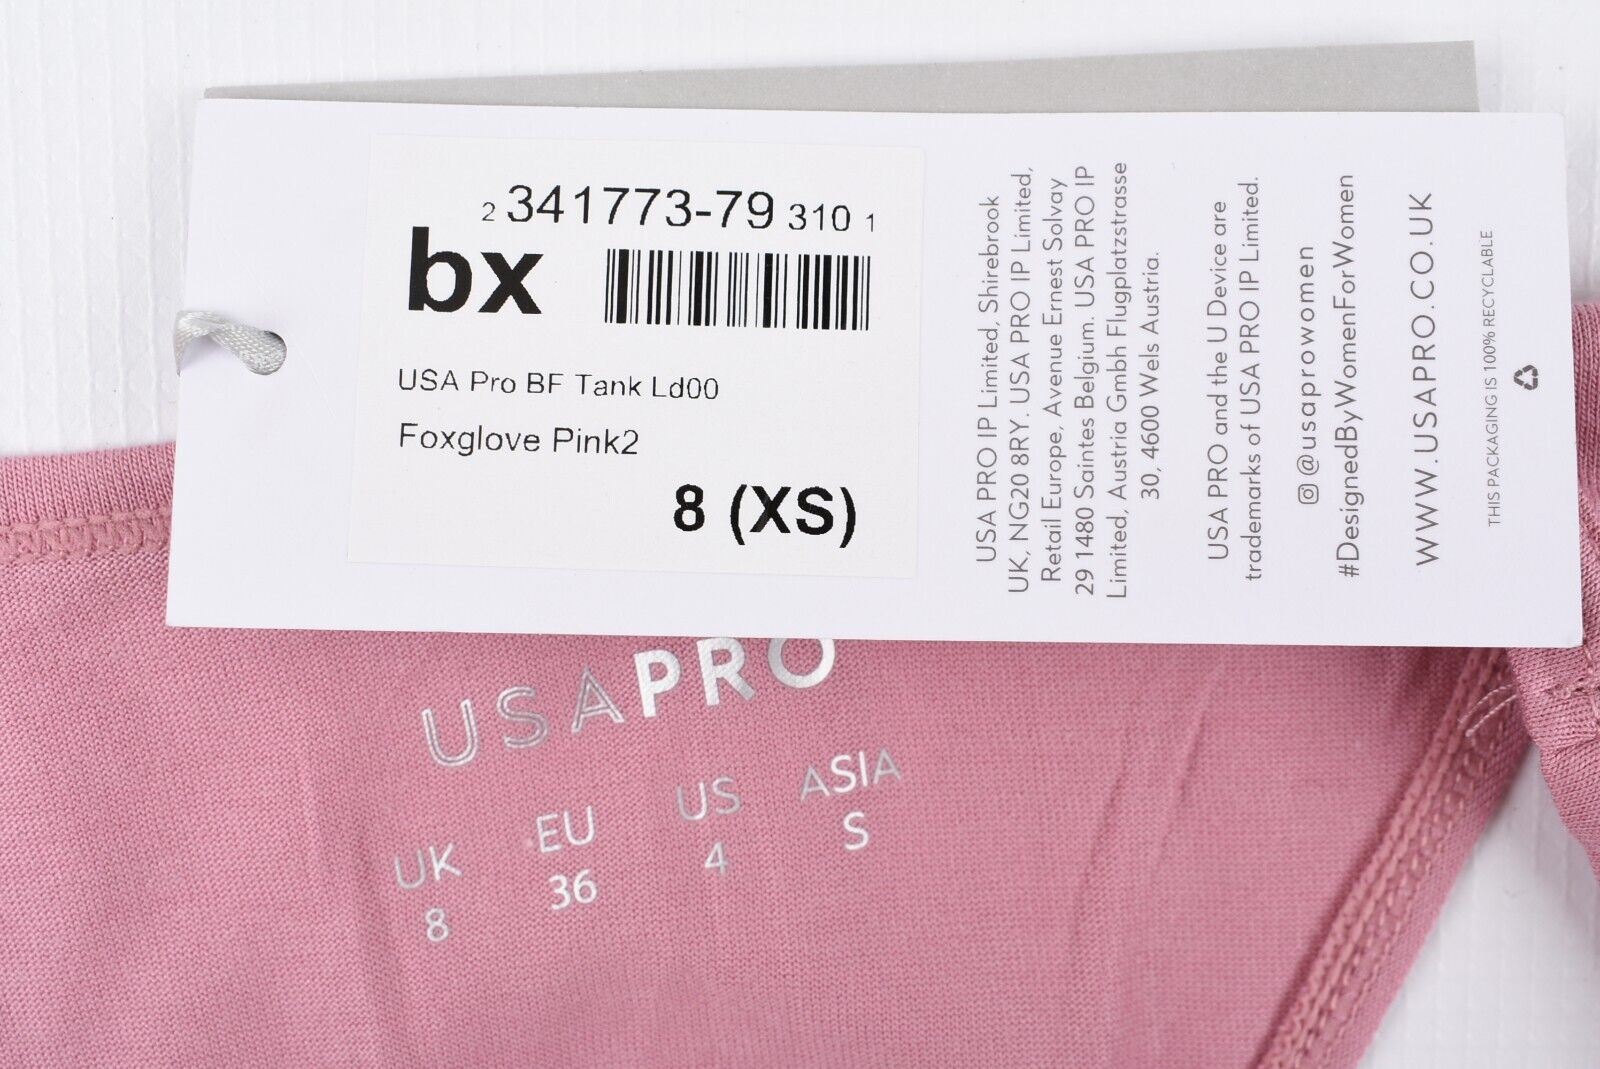 2 341773-79 310 1
bx
USA Pro BF Tank Ld00
Foxglove Pink2
8 (XS)
USA PRO IP Limited, Shirebrook
UK, NG20 8RY. USA PRO IP Limited,
Retail Europe, Avenue Ernest Solvay
29 1480 Saintes Belgium. USA PRO IP
Limited, Austria Gmbh Flugplatzstrasse
30, 4600 Wels Austria.
USA PRO and the U Device are
trademarks of USA PRO IP Limited.
@usaprowomen
#DesignedByWomenForWomen
WWW.USAPRO.CO.UK
THIS PACKAGING IS 100% RECYCLABLE
USAPRO
UK EU US ASIA
8 36 4 S